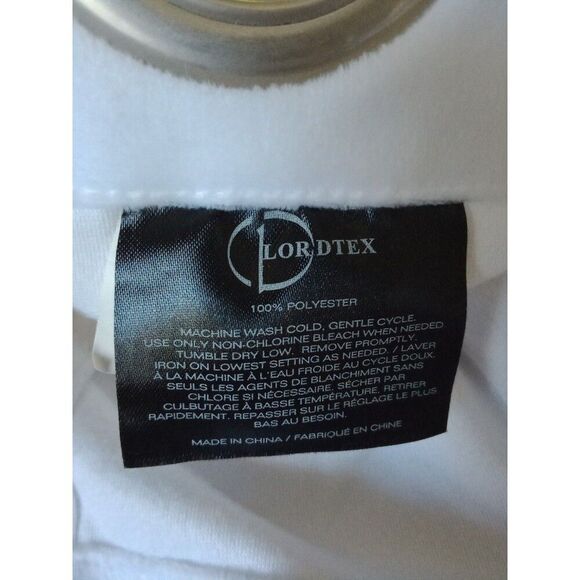 LORDTEX
100% POLYESTER
MACHINE WASH COLD. GENTLE CYCLE.
USE ONLY NON-CHLORINE BLEACH WHEN NEEDED
TUMBLE DRY LOW. REMOVE PROMPTLY.
IRON ON LOWEST SETTING AS NEEDED. / LAVER
À LA MACHINE À L'EAU FROIDE AU CYCLE DOUX.
SEULS LES AGENTS DE BLANCHIMENT SANS
CHLORE SI NÉCESSAIRE. SÉCHER PAR
CULBUTAGE À BASSE TEMPÉRATURE. RETIRER
RAPIDEMENT. REPASSER SUR LE RÉGLAGE LE PLUS
BAS AU BESOIN.
MADE IN CHINA / FABRIQUÉ EN CHINE